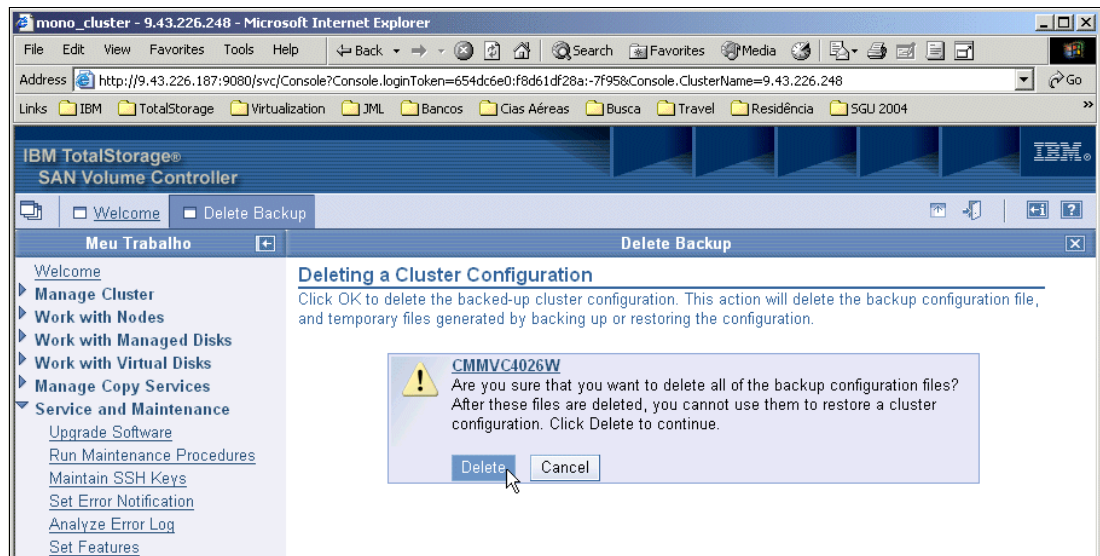 mono_cluster - 9.43.226.248 - Microsoft Internet Explorer
File Edit View Favorites Tools Help Back Search Favorites Media
Address http://9.43.226.187:9080/svc/Console?Console.loginToken=654dc6e0:f8d61df28a:-7f95&Console.ClusterName=9.43.226.248 Go
Links IBM TotalStorage Virtualization JML Bancos Cias Aéreas Busca Travel Residência SGU 2004 »
IBM TotalStorage®
SAN Volume Controller
IBM®
Welcome Delete Backup
Meu Trabalho Delete Backup
Welcome
Manage Cluster
Work with Nodes
Work with Managed Disks
Work with Virtual Disks
Manage Copy Services
Service and Maintenance
Upgrade Software
Run Maintenance Procedures
Maintain SSH Keys
Set Error Notification
Analyze Error Log
Set Features
Deleting a Cluster Configuration
Click OK to delete the backed-up cluster configuration. This action will delete the backup configuration file,
and temporary files generated by backing up or restoring the configuration.
CMMVC4026W
Are you sure that you want to delete all of the backup configuration files?
After these files are deleted, you cannot use them to restore a cluster
configuration. Click Delete to continue.
Delete Cancel